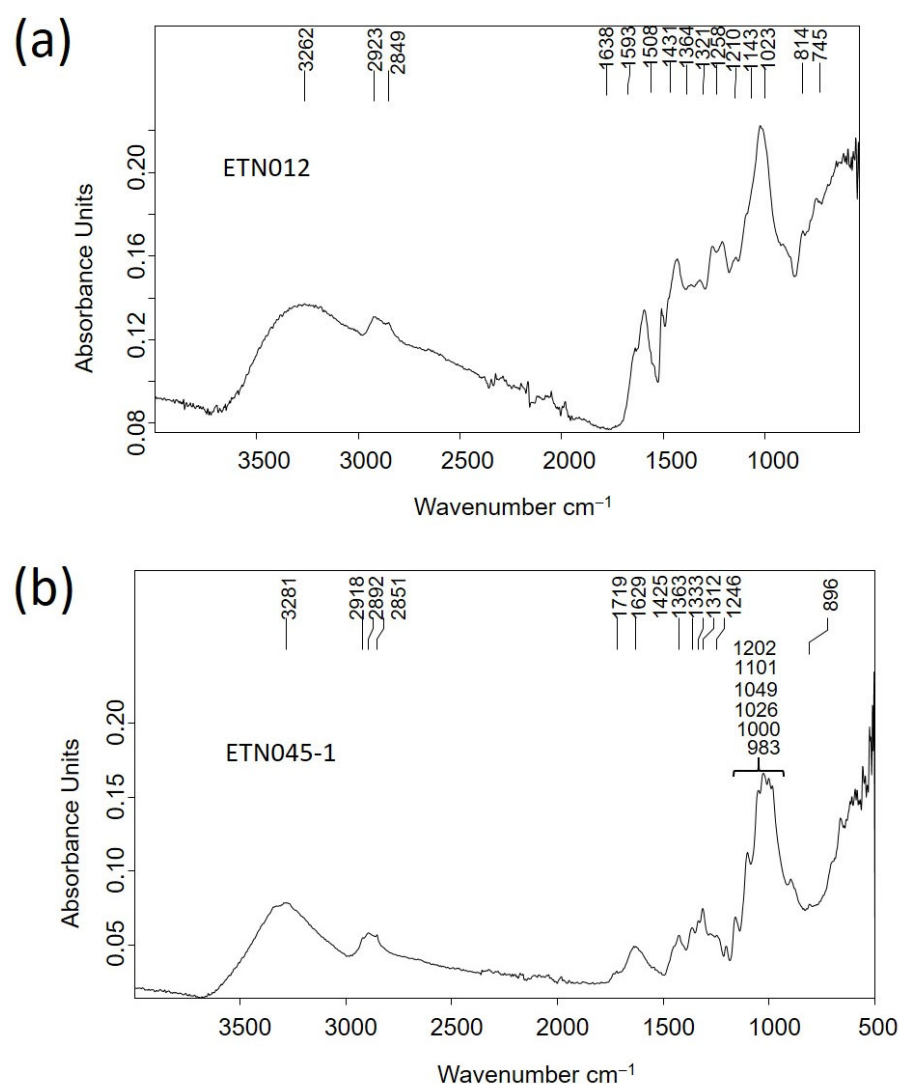 (a)
3262 2923 2849 1638 1593 1508 1431 1364 1321 1258 1210 1143 1023 814 745
ETN012
Absorbance Units
0.20
0.16
0.12
0.08
3500 3000 2500 2000 1500 1000
Wavenumber cm⁻¹
(b)
3281 2918 2892 2851 1719 1629 1425 1363 1333 1312 1246 896
1202
1101
1049
1026
1000
983
ETN045-1
Absorbance Units
0.20
0.15
0.10
0.05
3500 3000 2500 2000 1500 1000 500
Wavenumber cm⁻¹